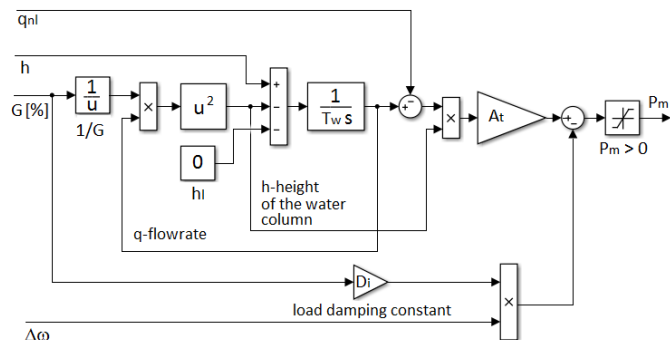 qnl
h
G [%]
1
u
1/G
×
u²
0
hl
+
−
−
1
Tw s
+
−
×
At
+
−
Pm
Pm > 0
h-height
of the water
column
q-flowrate
Di
load damping constant
×
Δω